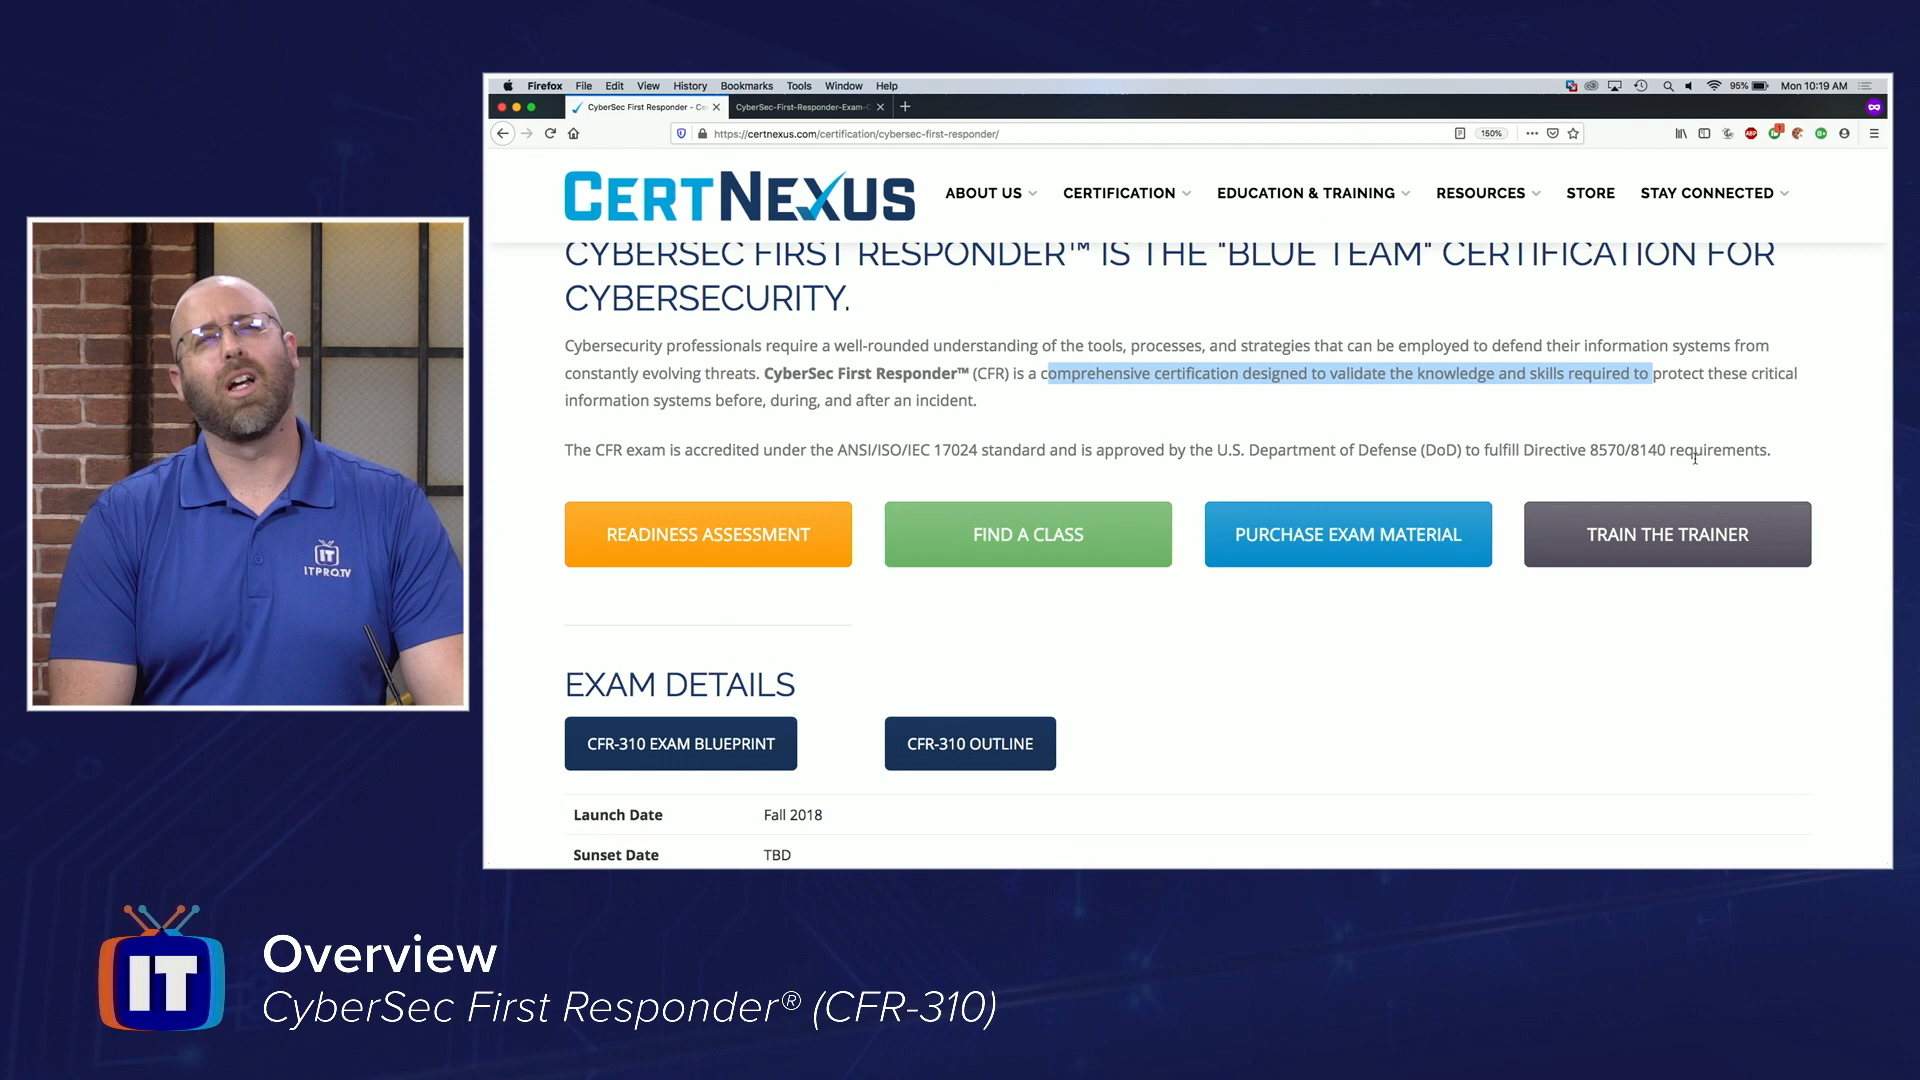 Firefox File Edit View History Bookmarks Tools Window Help 95% Mon 10:19 AM
CyberSec First Responder - Ce CyberSec-First-Responder-Exam-
https://certnexus.com/certification/cybersec-first-responder/ 150%
CERTNEXUS ABOUT US CERTIFICATION EDUCATION & TRAINING RESOURCES STORE STAY CONNECTED
CYBERSEC FIRST RESPONDER™ IS THE "BLUE TEAM" CERTIFICATION FOR
CYBERSECURITY.
Cybersecurity professionals require a well-rounded understanding of the tools, processes, and strategies that can be employed to defend their information systems from
constantly evolving threats. CyberSec First Responder™ (CFR) is a comprehensive certification designed to validate the knowledge and skills required to protect these critical
information systems before, during, and after an incident.
The CFR exam is accredited under the ANSI/ISO/IEC 17024 standard and is approved by the U.S. Department of Defense (DoD) to fulfill Directive 8570/8140 requirements.
READINESS ASSESSMENT FIND A CLASS PURCHASE EXAM MATERIAL TRAIN THE TRAINER
EXAM DETAILS
CFR-310 EXAM BLUEPRINT CFR-310 OUTLINE
Launch Date Fall 2018
Sunset Date TBD
IT
ITPRO.TV
IT
Overview
CyberSec First Responder® (CFR-310)